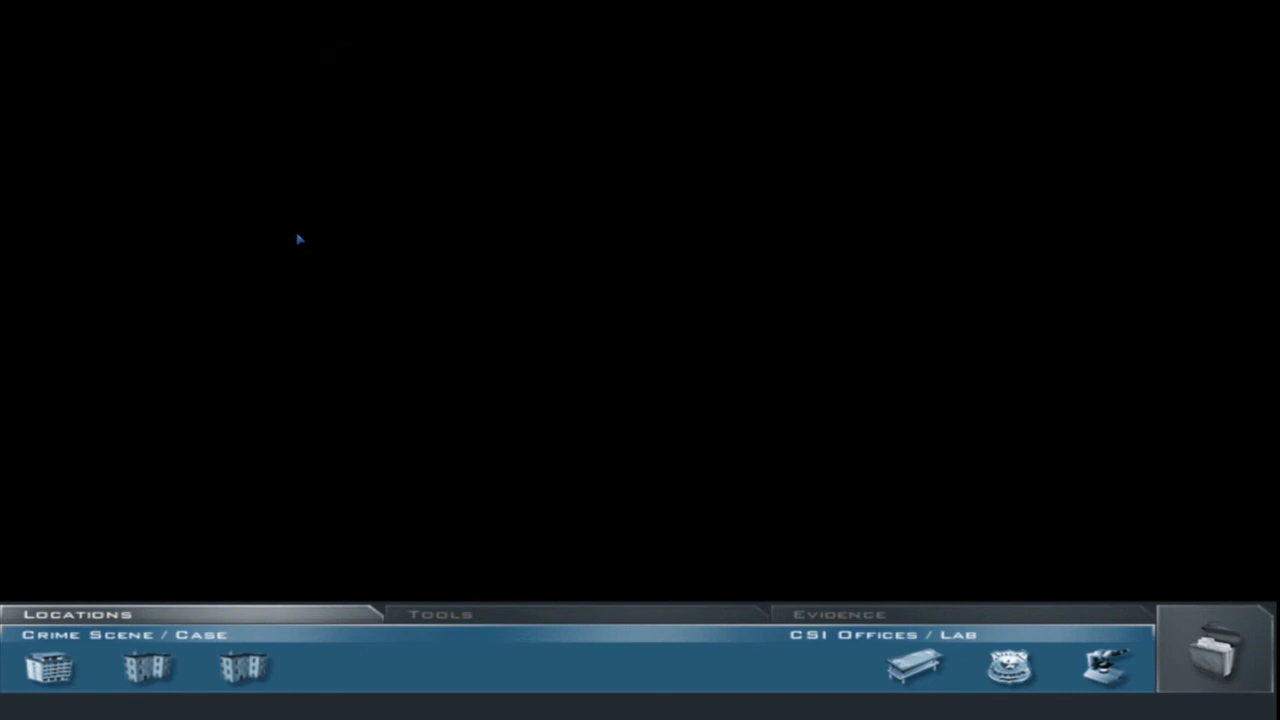 Locations
Tools
Evidence
Crime Scene / Case
CSI Offices / Lab